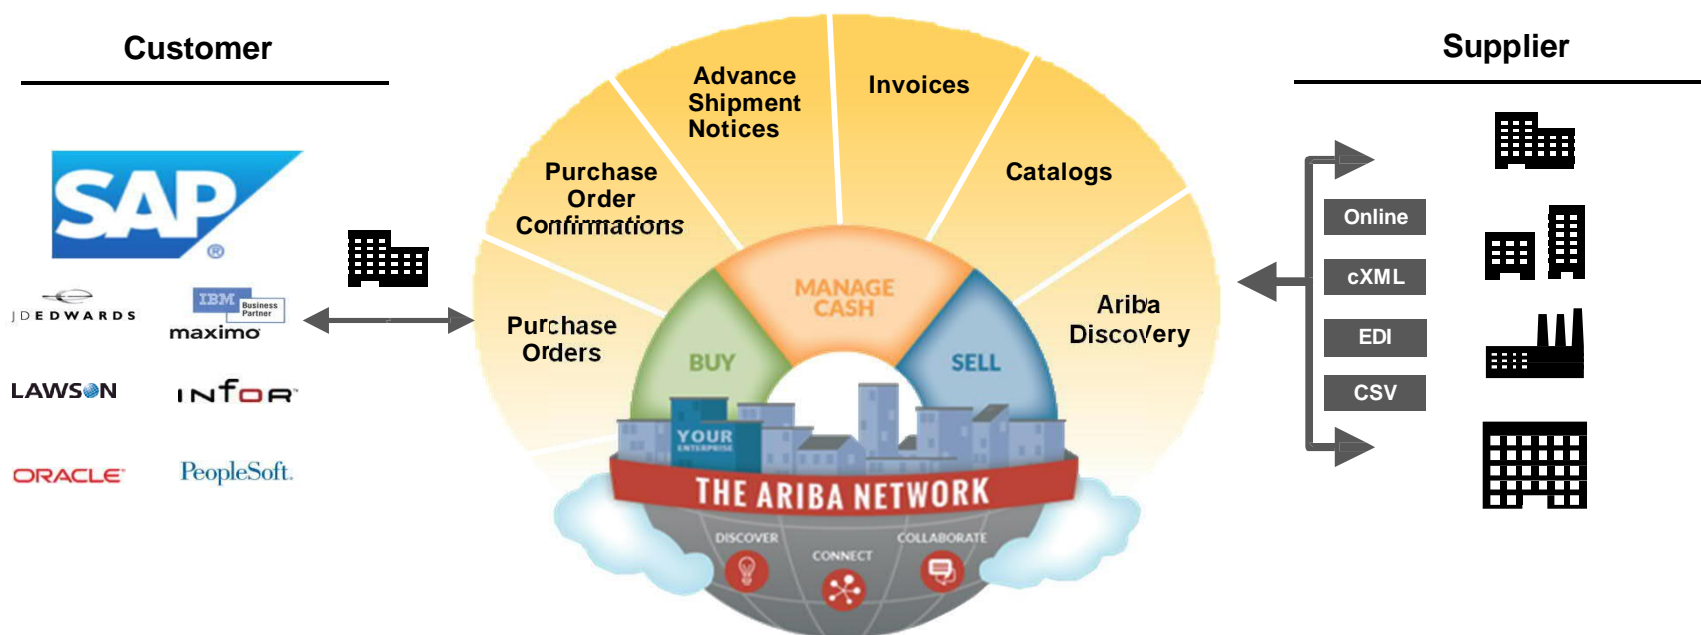 Customer
SAP
®
JDEDWARDS
IBM
Business
Partner
maximo
LAWSON
INFOR™
ORACLE
PeopleSoft.
Purchase
Orders
Purchase
Order
Confirmations
Advance
Shipment
Notices
Invoices
Catalogs
Ariba
Discovery
BUY
MANAGE
CASH
SELL
YOUR
ENTERPRISE
THE ARIBA NETWORK
DISCOVER
CONNECT
COLLABORATE
Supplier
Online
cXML
EDI
CSV